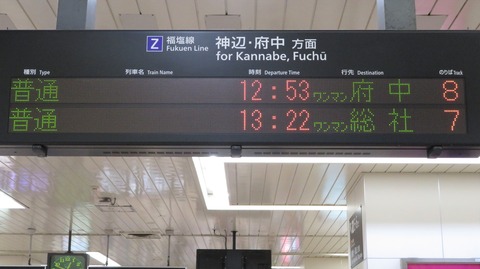 Z 福塩線 神辺・府中 方面
Fukuen Line for Kannabe, Fuchū
種別 Type 列車名 Train Name 時刻 Departure Time 行先 Destination のりば Track
普通 12:53 ワンマン 府中 8
普通 13:22 ワンマン 総社 7